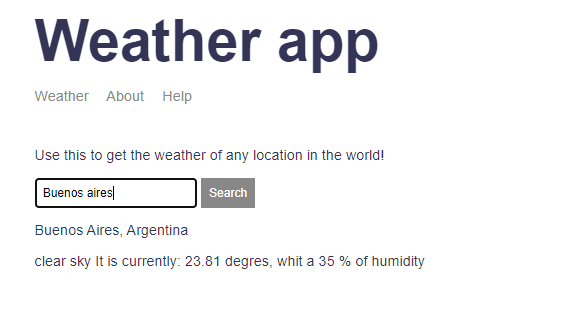 Weather app
Weather About Help
Use this to get the weather of any location in the world!
Buenos aires Search
Buenos Aires, Argentina
clear sky It is currently: 23.81 degres, whit a 35 % of humidity